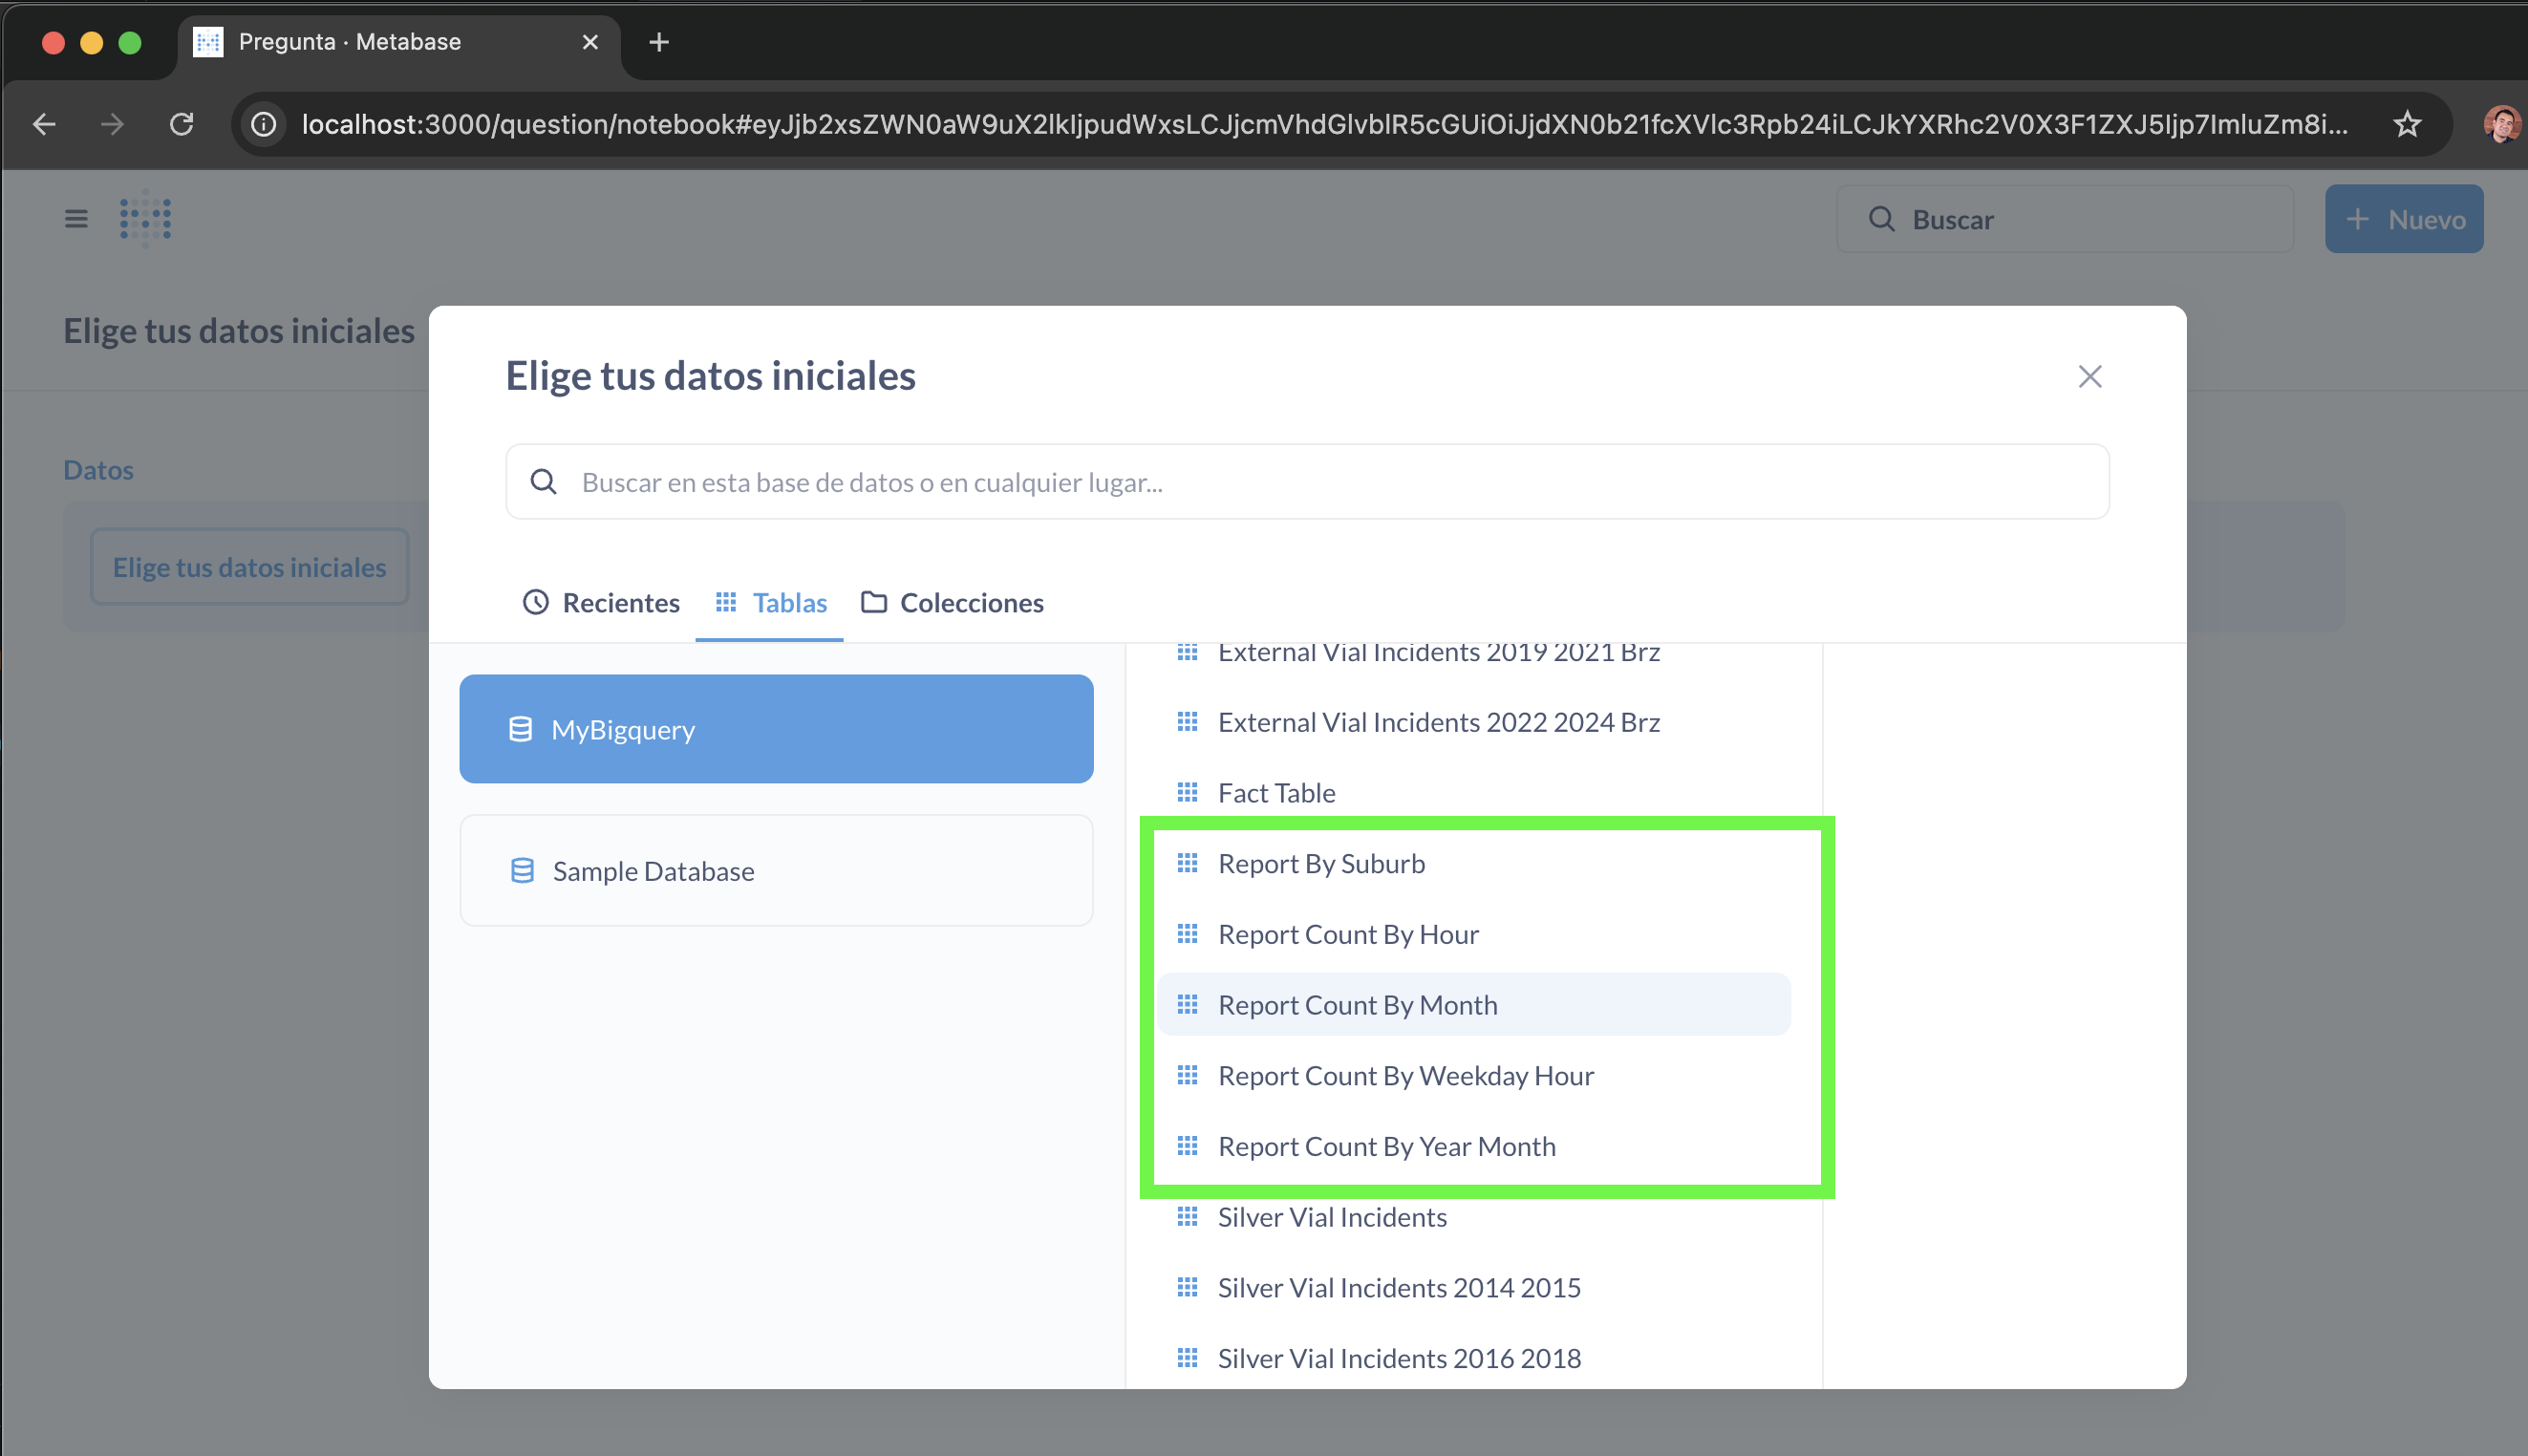 Pregunta · Metabase
localhost:3000/question/notebook#eyJjb2xsZWN0aW9uX2lkIjpudWxsLCJjcmVhdGlvblR5cGUiOiJjdXN0b21fcXVlc3Rpb24iLCJkYXRhc2V0X3F1ZXJ5Ijp7ImluZm8i...
Buscar
Nuevo
Elige tus datos iniciales
Elige tus datos iniciales
Datos
Buscar en esta base de datos o en cualquier lugar...
Elige tus datos iniciales
Recientes
Tablas
Colecciones
MyBigquery
Sample Database
External Vial Incidents 2019 2021 Brz
External Vial Incidents 2022 2024 Brz
Fact Table
Report By Suburb
Report Count By Hour
Report Count By Month
Report Count By Weekday Hour
Report Count By Year Month
Silver Vial Incidents
Silver Vial Incidents 2014 2015
Silver Vial Incidents 2016 2018